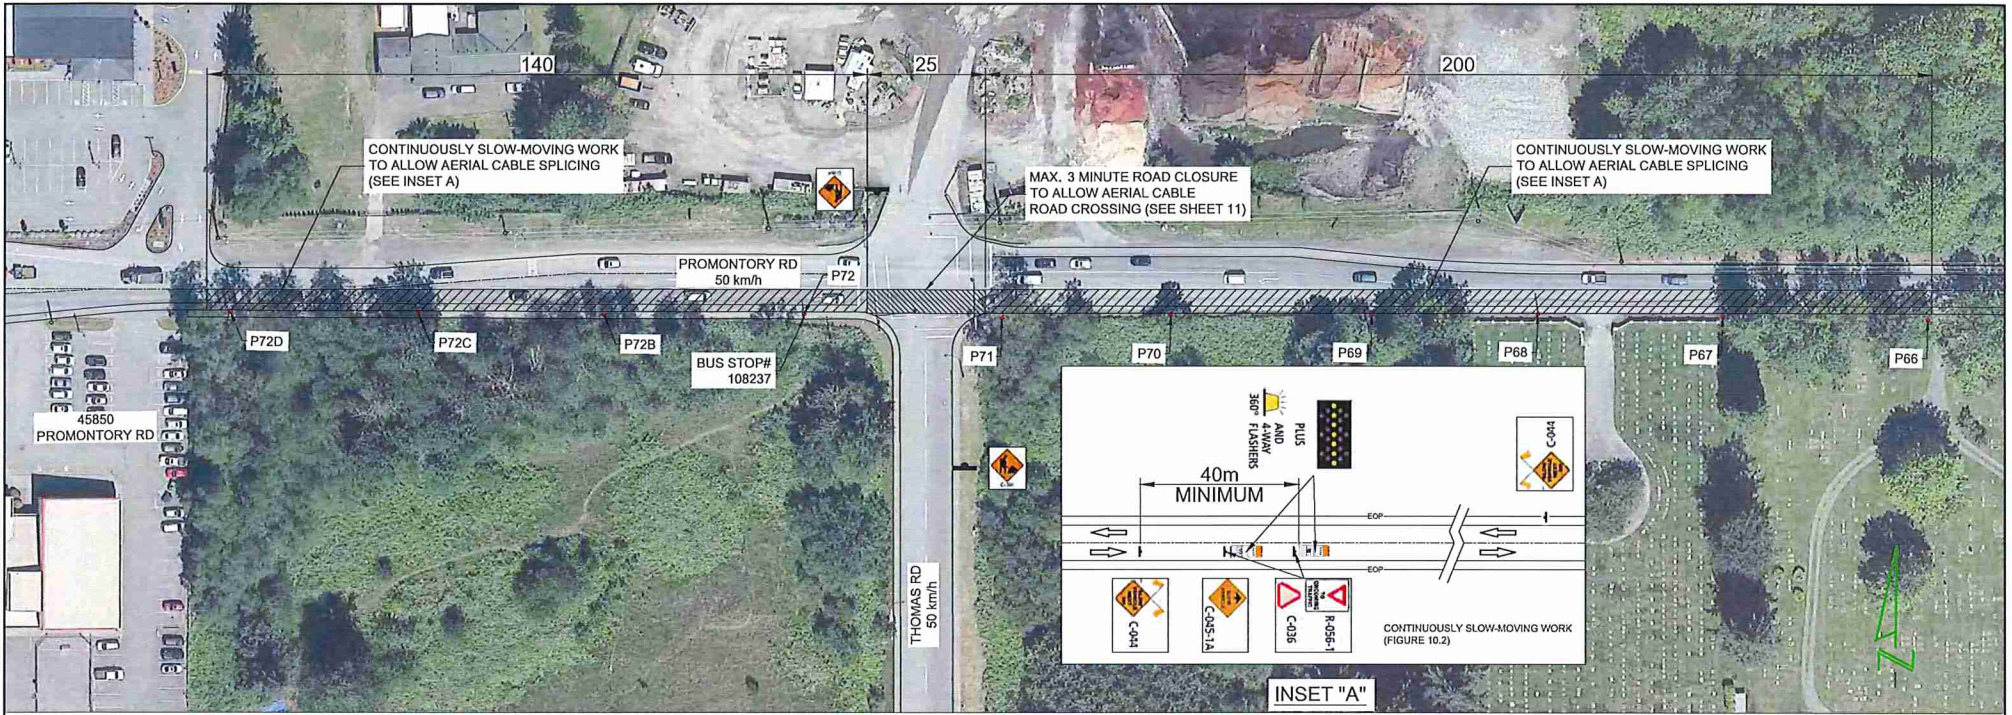 140
25
200
CONTINUOUSLY SLOW-MOVING WORK
TO ALLOW AERIAL CABLE SPLICING
(SEE INSET A)
MAX. 3 MINUTE ROAD CLOSURE
TO ALLOW AERIAL CABLE
ROAD CROSSING (SEE SHEET 11)
CONTINUOUSLY SLOW-MOVING WORK
TO ALLOW AERIAL CABLE SPLICING
(SEE INSET A)
PROMONTORY RD
50 km/h
P72
P72D
P72C
P72B
BUS STOP#
108237
P71
P70
P69
P68
P67
P66
45850
PROMONTORY RD
THOMAS RD
50 km/h
PLUS
AND
4-WAY
FLASHERS
360°
40m
MINIMUM
C-044
EOP
EOP
C-044
C-045-1A
C-036
TO
ONCOMING
TRAFFIC
R-056-1
CONTINUOUSLY SLOW-MOVING WORK
(FIGURE 10.2)
INSET "A"
N